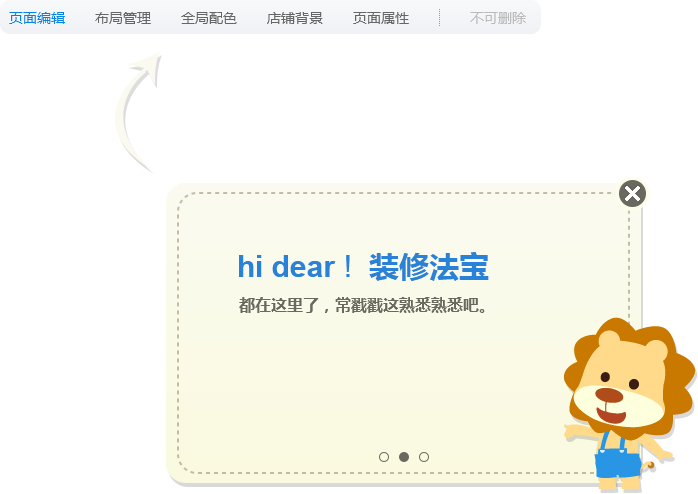 页面编辑 布局管理 全局配色 店铺背景 页面属性 不可删除
hi dear！装修法宝
都在这里了，常戳戳这熟悉熟悉吧。